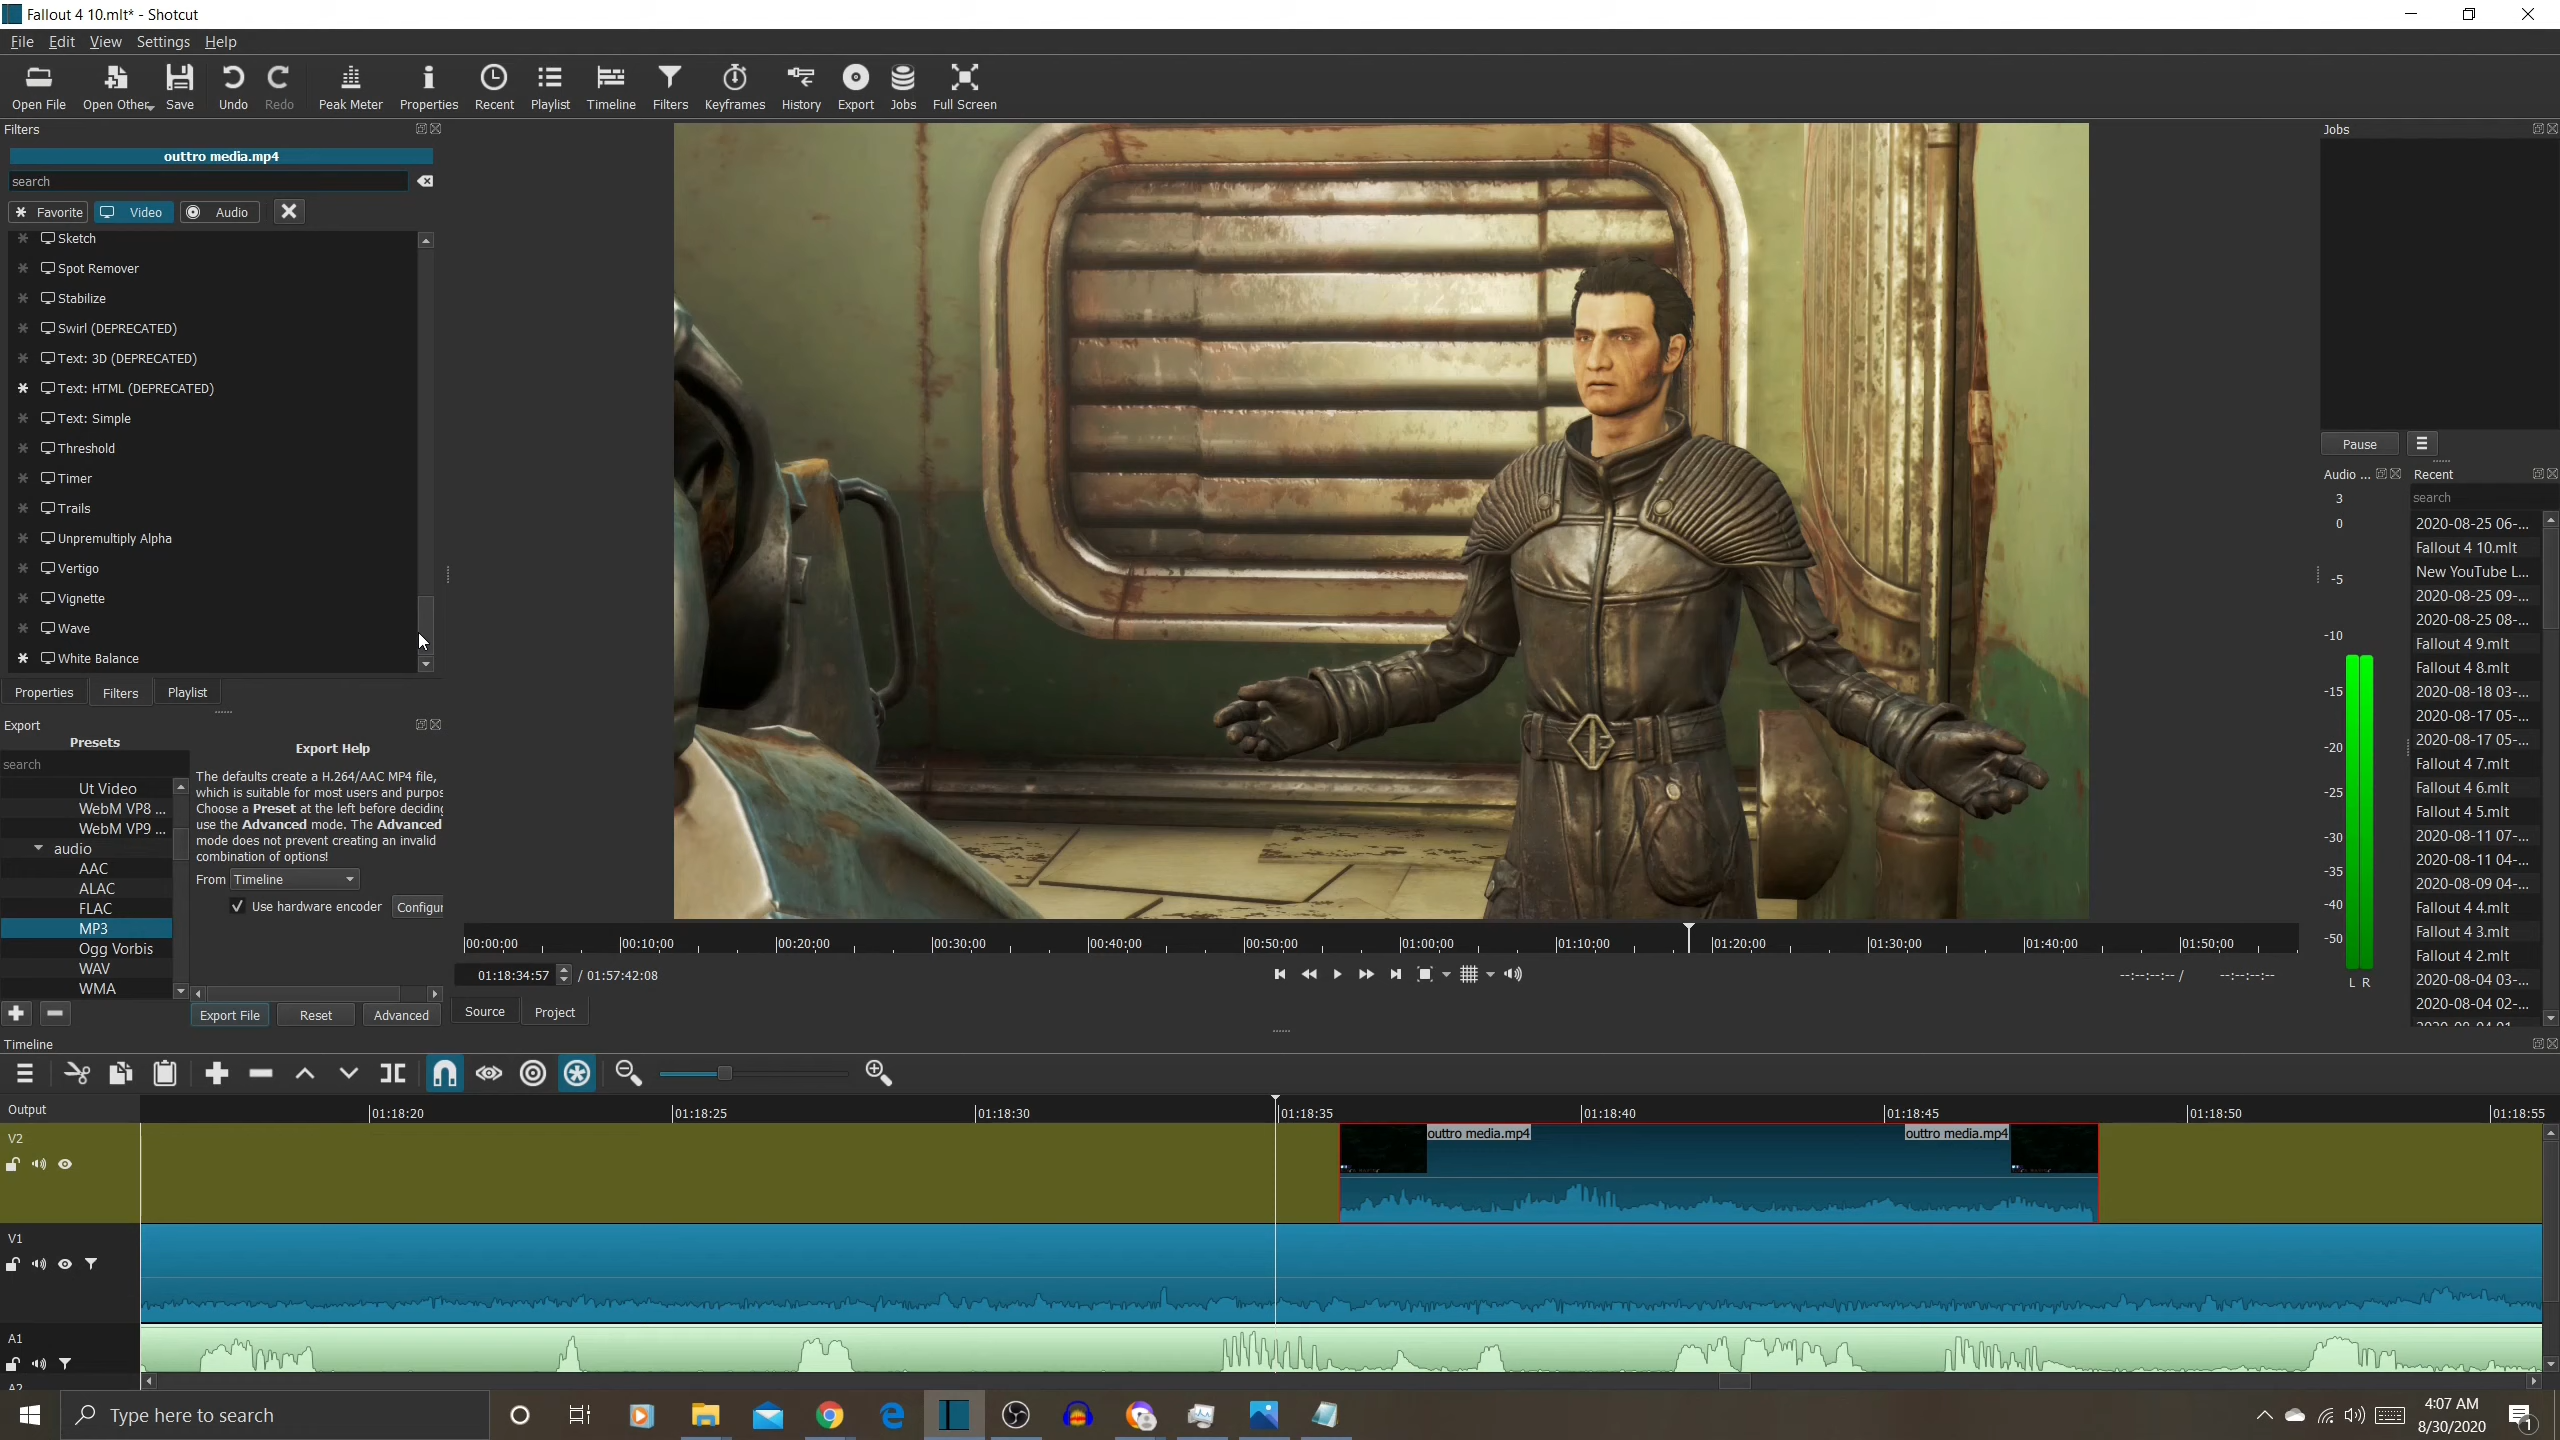 Fallout 4 10.mlt* - Shotcut
File Edit View Settings Help
Open File Open Other Save Undo Redo Peak Meter Properties Recent Playlist Timeline Filters Keyframes History Export Jobs Full Screen
Filters
outtro media.mp4
search
Favorite Video Audio
Sketch
Spot Remover
Stabilize
Swirl (DEPRECATED)
Text: 3D (DEPRECATED)
Text: HTML (DEPRECATED)
Text: Simple
Threshold
Timer
Trails
Unpremultiply Alpha
Vertigo
Vignette
Wave
White Balance
Properties Filters Playlist
Export
Presets
search
Ut Video
WebM VP8 ...
WebM VP9 ...
audio
AAC
ALAC
FLAC
MP3
Ogg Vorbis
WAV
WMA
Export Help
The defaults create a H.264/AAC MP4 file,
which is suitable for most users and purpos
Choose a Preset at the left before deciding
use the Advanced mode. The Advanced
mode does not prevent creating an invalid
combination of options!
From Timeline
Use hardware encoder Configur
Export File Reset Advanced
00:00:00 00:10:00 00:20:00 00:30:00 00:40:00 00:50:00 01:00:00 01:10:00 01:20:00 01:30:00 01:40:00 01:50:00
01:18:34:57 / 01:57:42:08
--:--:--:-- / --:--:--:--
Source Project
Jobs
Pause
Audio ...
3
0
-5
-10
-15
-20
-25
-30
-35
-40
-50
L R
Recent
search
2020-08-25 06-...
Fallout 4 10.mlt
New YouTube L...
2020-08-25 09-...
2020-08-25 08-...
Fallout 4 9.mlt
Fallout 4 8.mlt
2020-08-18 03-...
2020-08-17 05-...
2020-08-17 05-...
Fallout 4 7.mlt
Fallout 4 6.mlt
Fallout 4 5.mlt
2020-08-11 07-...
2020-08-11 04-...
2020-08-09 04-...
Fallout 4 4.mlt
Fallout 4 3.mlt
Fallout 4 2.mlt
2020-08-04 03-...
2020-08-04 02-...
2020-08-04 01-...
Timeline
Output
01:18:20 01:18:25 01:18:30 01:18:35 01:18:40 01:18:45 01:18:50 01:18:55
V2
outtro media.mp4 outtro media.mp4
V1
A1
A2
Type here to search
4:07 AM
8/30/2020
1